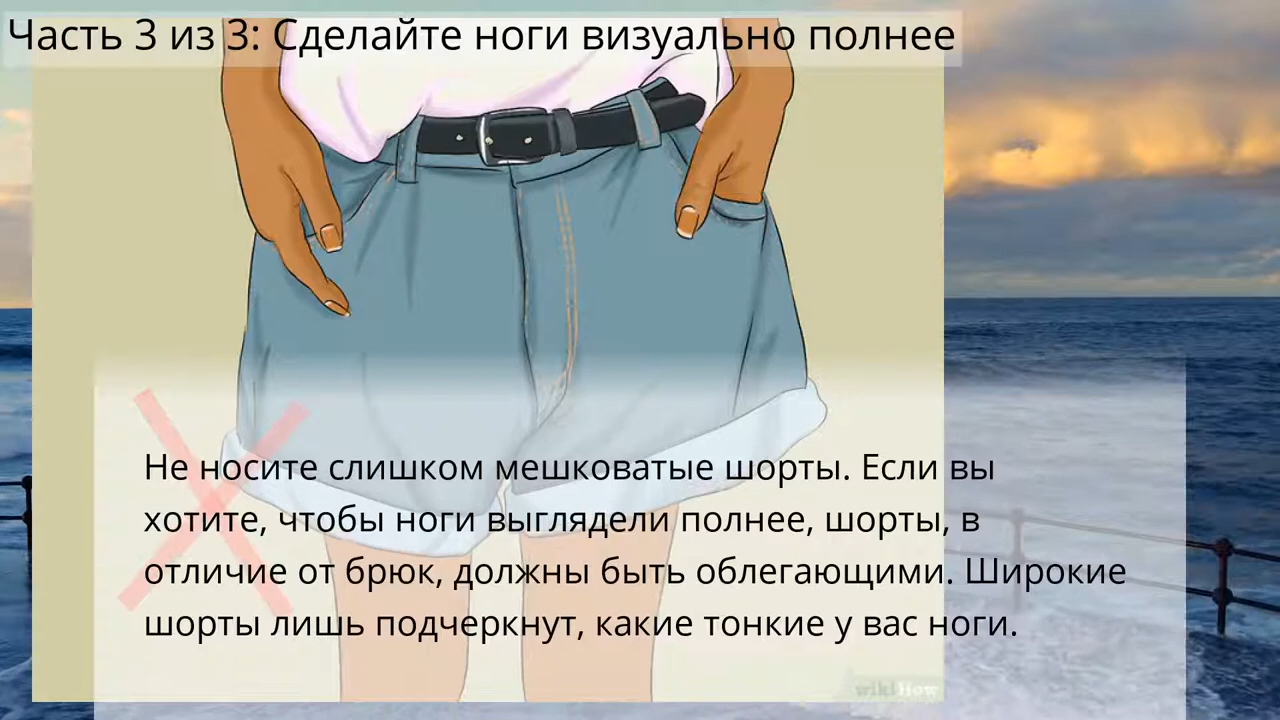 Часть 3 из 3: Сделайте ноги визуально полнее
Не носите слишком мешковатые шорты. Если вы
хотите, чтобы ноги выглядели полнее, шорты, в
отличие от брюк, должны быть облегающими. Широкие
шорты лишь подчеркнут, какие тонкие у вас ноги.
wikiHow